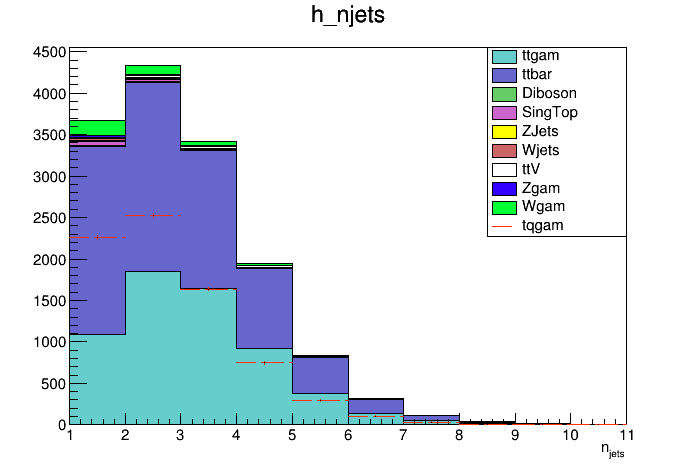 h_njets
4500
4000
3500
3000
2500
2000
1500
1000
500
0
ttgam
ttbar
Diboson
SingTop
ZJets
Wjets
ttV
Zgam
Wgam
tqgam
1 2 3 4 5 6 7 8 9 10 11
n_jets